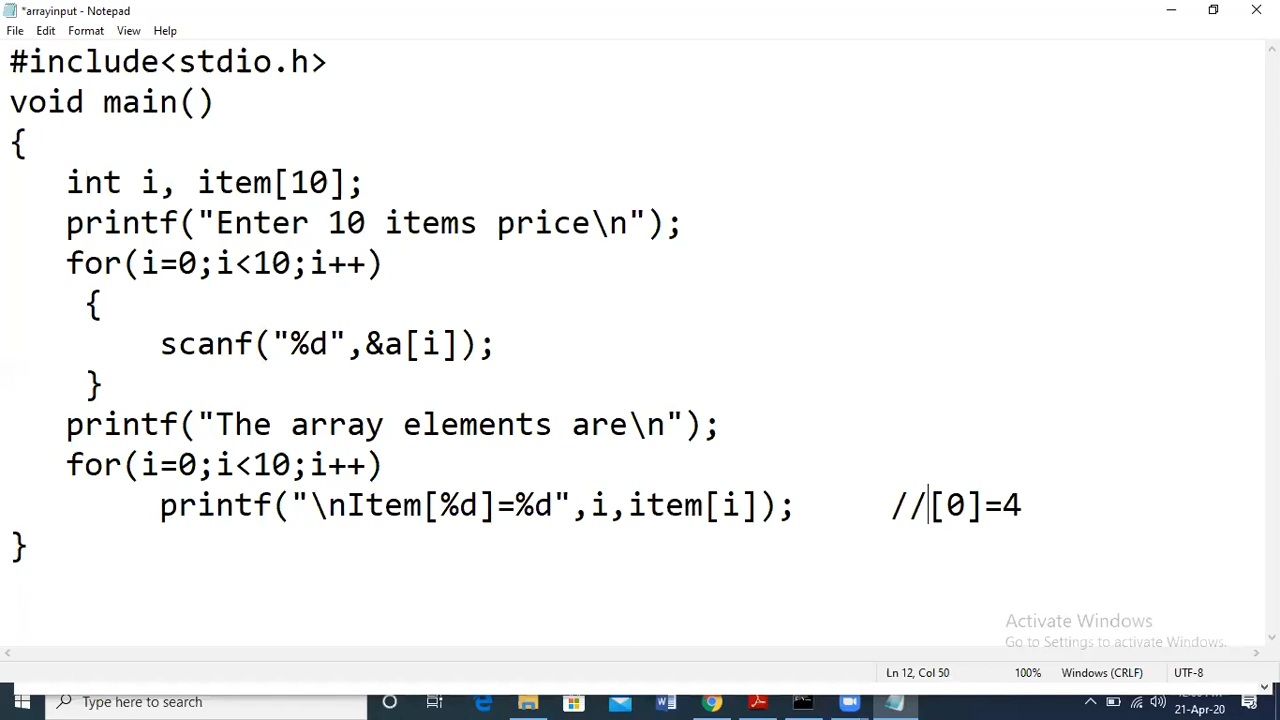 *arrayinput - Notepad
File Edit Format View Help
#include<stdio.h>
void main()
{
int i, item[10];
printf("Enter 10 items price\n");
for(i=0;i<10;i++)
{
scanf("%d",&a[i]);
}
printf("The array elements are\n");
for(i=0;i<10;i++)
printf("\nItem[%d]=%d",i,item[i]); //[0]=4
}
Activate Windows
Go to Settings to activate Windows.
Ln 12, Col 50 100% Windows (CRLF) UTF-8
Type here to search
21-Apr-20